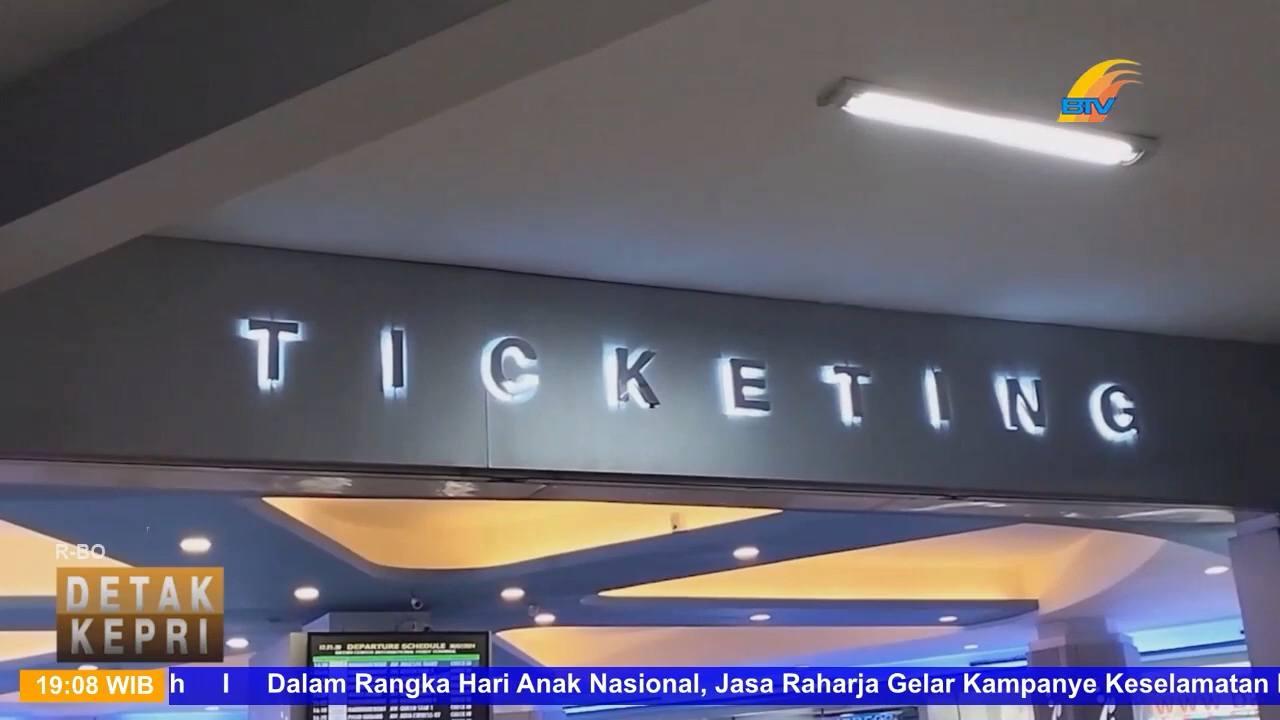 BTV
TICKETING
R-BO
DETAK
KEPRI
DEPARTURE SCHEDULE
19:08 WIB
h I Dalam Rangka Hari Anak Nasional, Jasa Raharja Gelar Kampanye Keselamatan